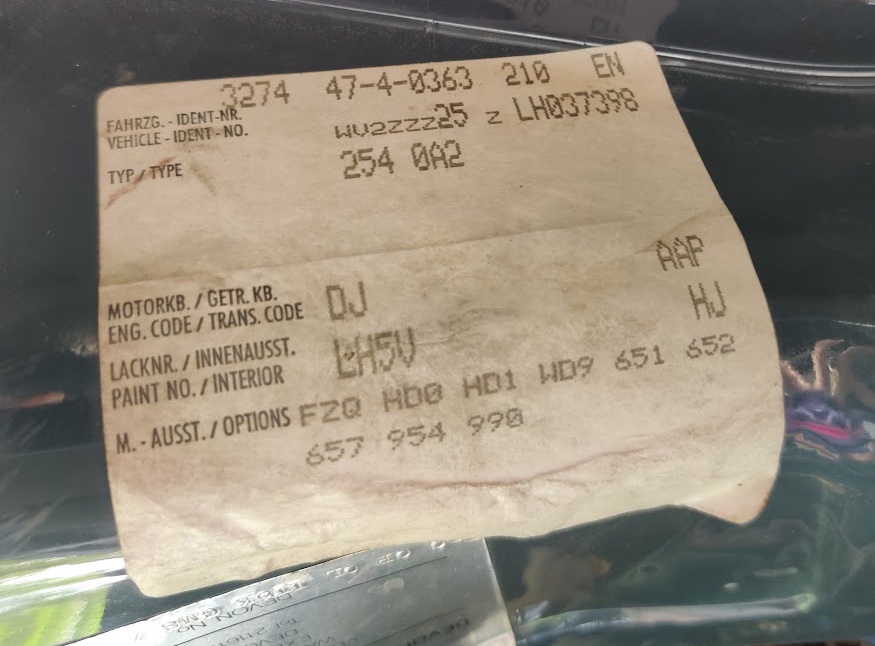 3274 47-4-0363 210 EN
FAHRZG. - IDENT-NR.
VEHICLE - IDENT - NO. WV2ZZZ25 Z LH037398
TYP / TYPE 254 0A2
MOTORKB. / GETR. KB. DJ AAP
ENG. CODE / TRANS. CODE
LACKNR. / INNENAUSST. LH5V HJ
PAINT NO. / INTERIOR
M. - AUSST. / OPTIONS FZQ HD0 HD1 WD9 651 652
657 954 990
DEVON